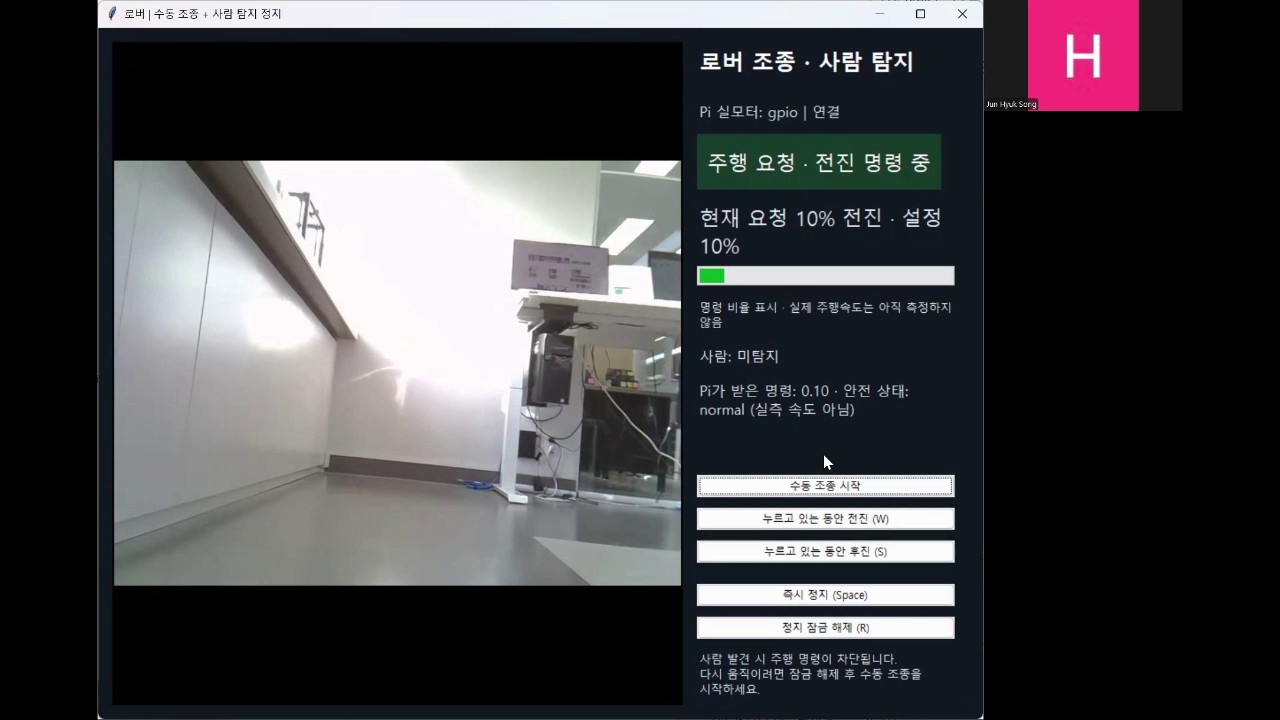 로버 | 수동 조종 + 사람 탐지 정지
로버 조종 · 사람 탐지
Pi 실모터: gpio | 연결
주행 요청 · 전진 명령 중
현재 요청 10% 전진 · 설정
10%
명령 비율 표시 · 실제 주행속도는 아직 측정하지
않음
사람: 미탐지
Pi가 받은 명령: 0.10 · 안전 상태:
normal (실측 속도 아님)
수동 조종 시작
누르고 있는 동안 전진 (W)
누르고 있는 동안 후진 (S)
즉시 정지 (Space)
정지 잠금 해제 (R)
사람 발견 시 주행 명령이 차단됩니다.
다시 움직이려면 잠금 해제 후 수동 조종을
시작하세요.
H
Jun Hyuk Song